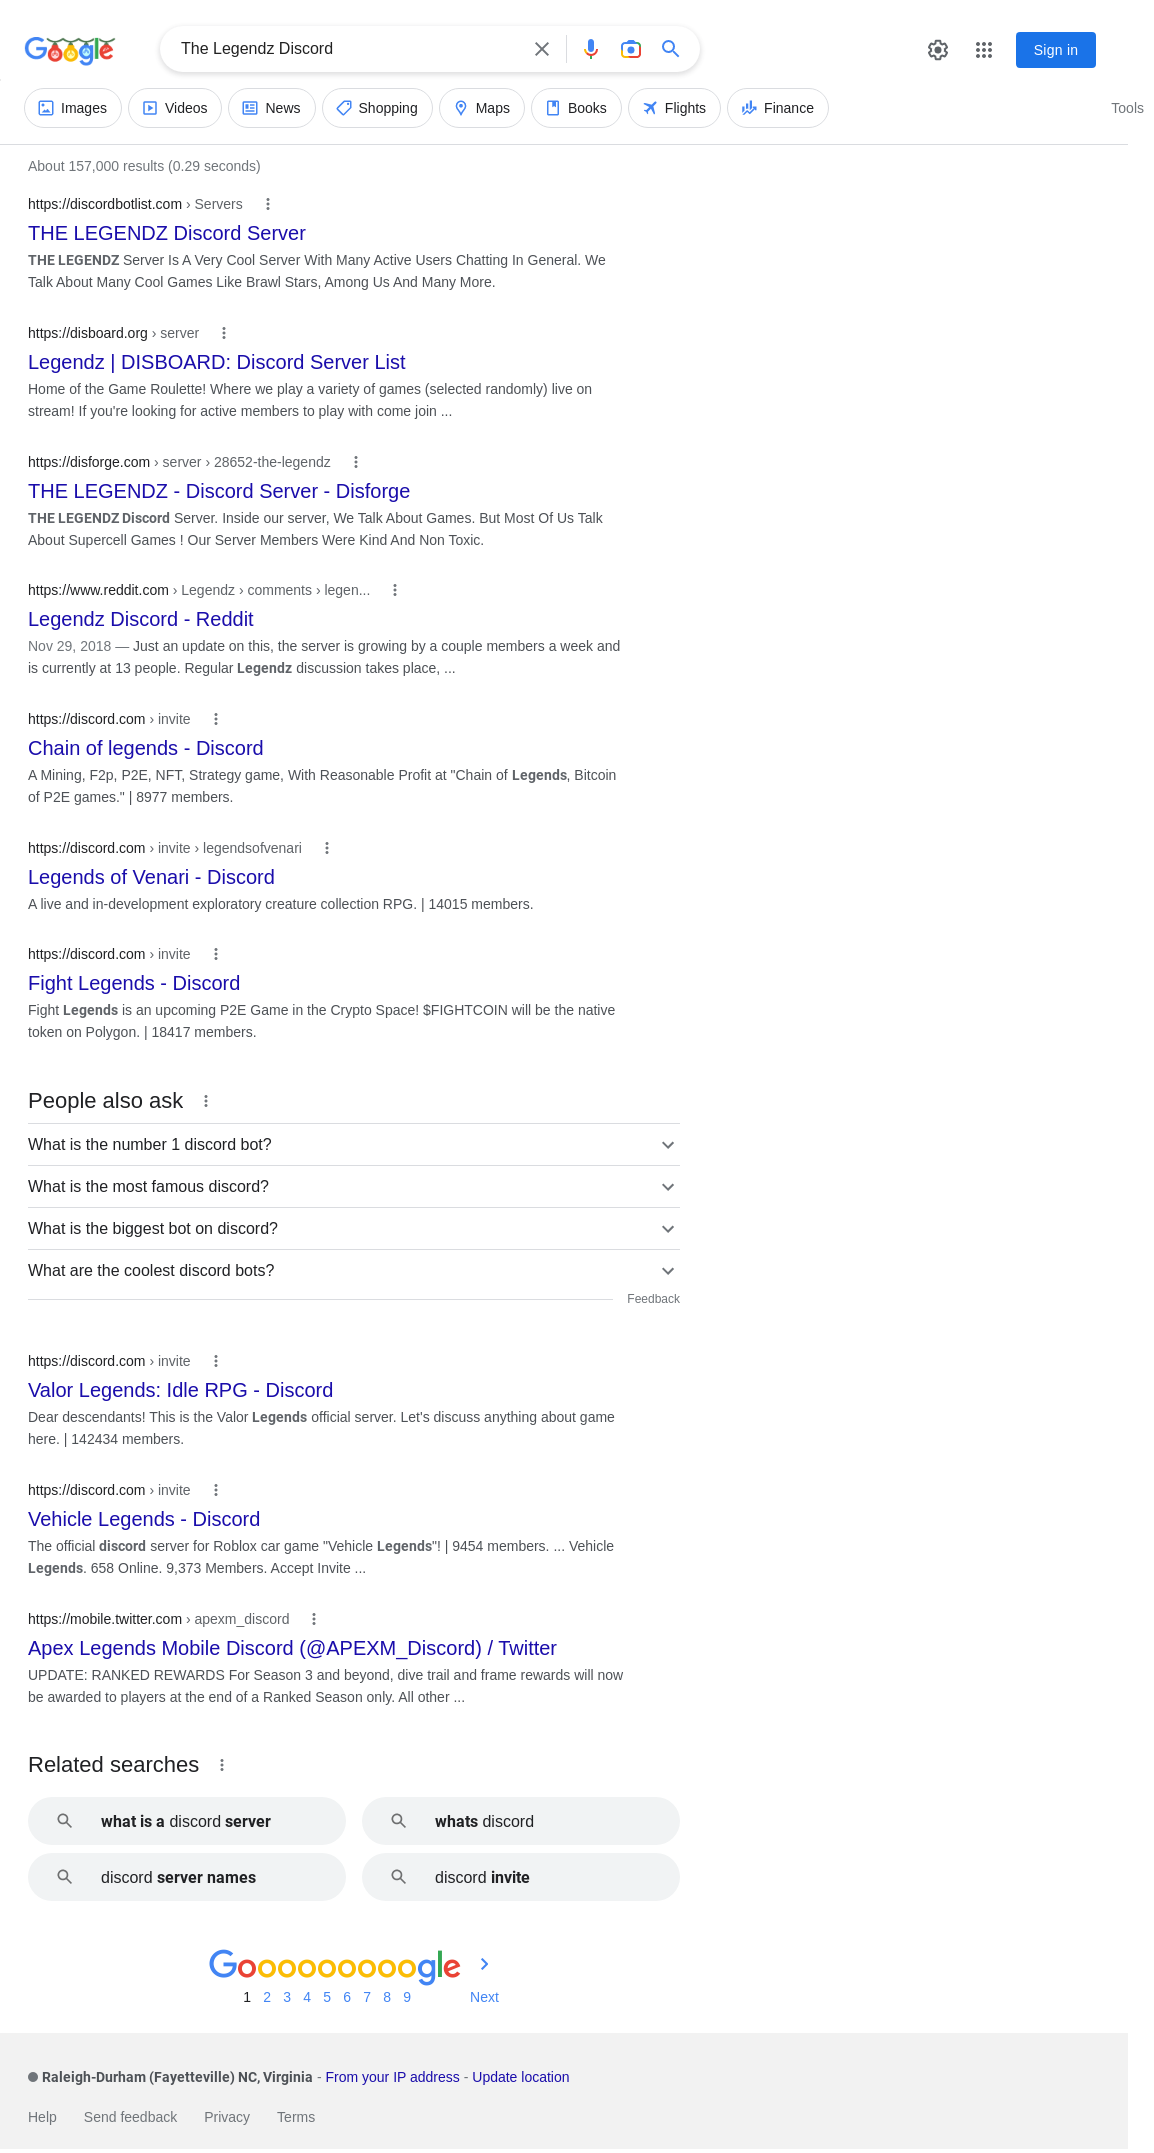 Google
The Legendz Discord
Sign in
Images Videos News Shopping Maps Books Flights Finance Tools
About 157,000 results (0.29 seconds)
https://discordbotlist.com › Servers
THE LEGENDZ Discord Server
THE LEGENDZ Server Is A Very Cool Server With Many Active Users Chatting In General. We
Talk About Many Cool Games Like Brawl Stars, Among Us And Many More.
https://disboard.org › server
Legendz | DISBOARD: Discord Server List
Home of the Game Roulette! Where we play a variety of games (selected randomly) live on
stream! If you're looking for active members to play with come join ...
https://disforge.com › server › 28652-the-legendz
THE LEGENDZ - Discord Server - Disforge
THE LEGENDZ Discord Server. Inside our server, We Talk About Games. But Most Of Us Talk
About Supercell Games ! Our Server Members Were Kind And Non Toxic.
https://www.reddit.com › Legendz › comments › legen...
Legendz Discord - Reddit
Nov 29, 2018 — Just an update on this, the server is growing by a couple members a week and
is currently at 13 people. Regular Legendz discussion takes place, ...
https://discord.com › invite
Chain of legends - Discord
A Mining, F2p, P2E, NFT, Strategy game, With Reasonable Profit at "Chain of Legends, Bitcoin
of P2E games." | 8977 members.
https://discord.com › invite › legendsofvenari
Legends of Venari - Discord
A live and in-development exploratory creature collection RPG. | 14015 members.
https://discord.com › invite
Fight Legends - Discord
Fight Legends is an upcoming P2E Game in the Crypto Space! $FIGHTCOIN will be the native
token on Polygon. | 18417 members.
People also ask
What is the number 1 discord bot?
What is the most famous discord?
What is the biggest bot on discord?
What are the coolest discord bots?
Feedback
https://discord.com › invite
Valor Legends: Idle RPG - Discord
Dear descendants! This is the Valor Legends official server. Let's discuss anything about game
here. | 142434 members.
https://discord.com › invite
Vehicle Legends - Discord
The official discord server for Roblox car game "Vehicle Legends"! | 9454 members. ... Vehicle
Legends. 658 Online. 9,373 Members. Accept Invite ...
https://mobile.twitter.com › apexm_discord
Apex Legends Mobile Discord (@APEXM_Discord) / Twitter
UPDATE: RANKED REWARDS For Season 3 and beyond, dive trail and frame rewards will now
be awarded to players at the end of a Ranked Season only. All other ...
Related searches
what is a discord server
whats discord
discord server names
discord invite
Gooooooooogle
1 2 3 4 5 6 7 8 9 Next
Raleigh-Durham (Fayetteville) NC, Virginia - From your IP address - Update location
Help Send feedback Privacy Terms